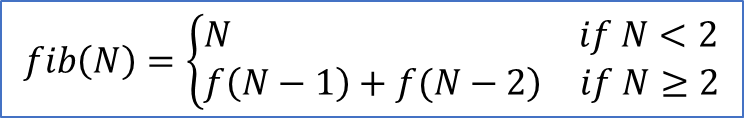 fib(N) = { N if N < 2
f(N − 1) + f(N − 2) if N ≥ 2